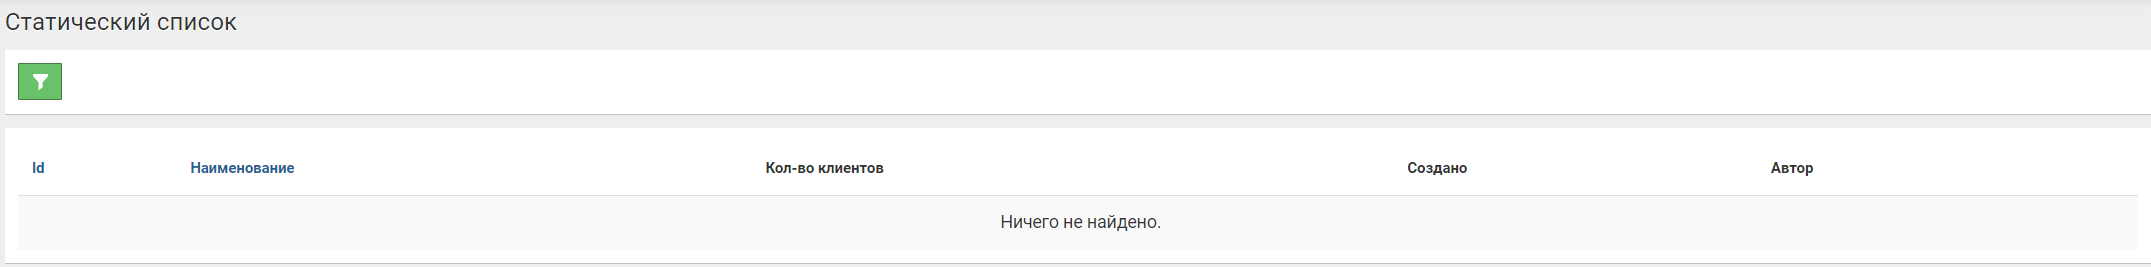 Статический список
Id Наименование Кол-во клиентов Создано Автор
Ничего не найдено.